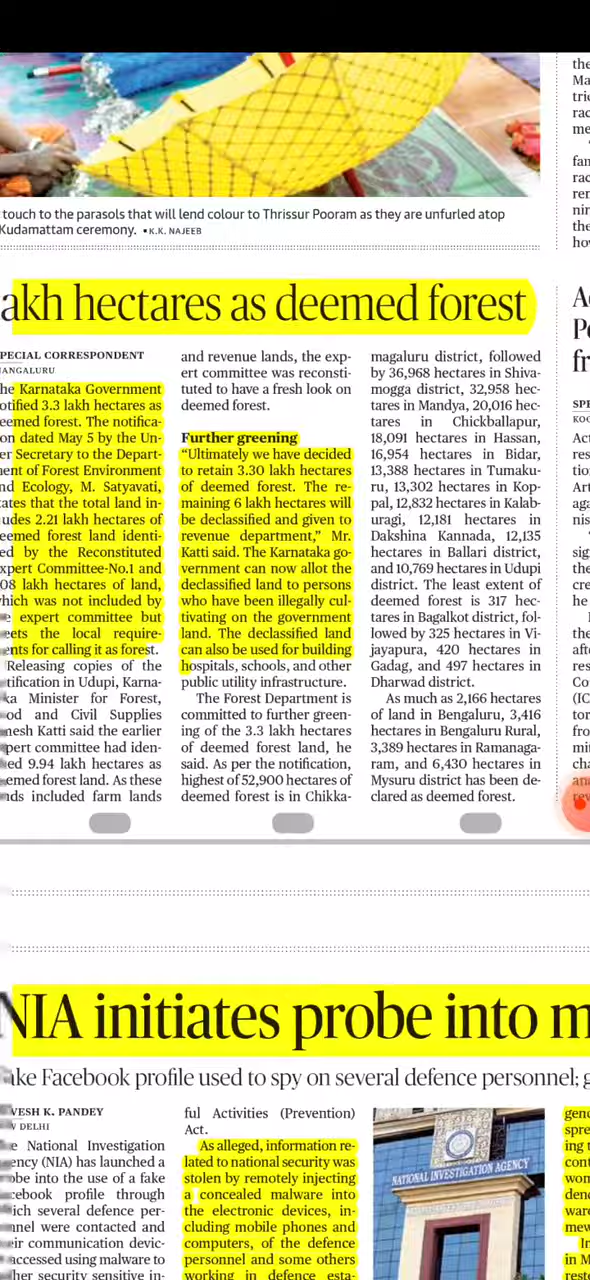 touch to the parasols that will lend colour to Thrissur Pooram as they are unfurled atop
Kudamattam ceremony. • K.K. NAJEEB
akh hectares as deemed forest
PECIAL CORRESPONDENT
MANGALURU
he Karnataka Government
otified 3.3 lakh hectares as
eemed forest. The notifica-
on dated May 5 by the Un-
er Secretary to the Depart-
ent of Forest Environment
nd Ecology, M. Satyavati,
ates that the total land in-
udes 2.21 lakh hectares of
eemed forest land identi-
ed by the Reconstituted
xpert Committee-No.1 and
08 lakh hectares of land,
hich was not included by
e expert committee but
eets the local require-
ents for calling it as forest.
Releasing copies of the
tification in Udupi, Karna-
ka Minister for Forest,
od and Civil Supplies
mesh Katti said the earlier
pert committee had iden-
ed 9.94 lakh hectares as
emed forest land. As these
nds included farm lands
and revenue lands, the exp-
ert committee was reconsti-
tuted to have a fresh look on
deemed forest.
Further greening
“Ultimately we have decided
to retain 3.30 lakh hectares
of deemed forest. The re-
maining 6 lakh hectares will
be declassified and given to
revenue department,” Mr.
Katti said. The Karnataka go-
vernment can now allot the
declassified land to persons
who have been illegally cul-
tivating on the government
land. The declassified land
can also be used for building
hospitals, schools, and other
public utility infrastructure.
The Forest Department is
committed to further green-
ing of the 3.3 lakh hectares
of deemed forest land, he
said. As per the notification,
highest of 52,900 hectares of
deemed forest is in Chikka-
magaluru district, followed
by 36,968 hectares in Shiva-
mogga district, 32,958 hec-
tares in Mandya, 20,016 hec-
tares in Chickballapur,
18,091 hectares in Hassan,
16,954 hectares in Bidar,
13,388 hectares in Tumaku-
ru, 13,302 hectares in Kop-
pal, 12,832 hectares in Kalab-
uragi, 12,181 hectares in
Dakshina Kannada, 12,135
hectares in Ballari district,
and 10,769 hectares in Udupi
district. The least extent of
deemed forest is 317 hec-
tares in Bagalkot district, fol-
lowed by 325 hectares in Vi-
jayapura, 420 hectares in
Gadag, and 497 hectares in
Dharwad district.
As much as 2,166 hectares
of land in Bengaluru, 3,416
hectares in Bengaluru Rural,
3,389 hectares in Ramanaga-
ram, and 6,430 hectares in
Mysuru district has been de-
clared as deemed forest.
NIA initiates probe into m
ake Facebook profile used to spy on several defence personnel; g
VESH K. PANDEY
W DELHI
e National Investigation
ency (NIA) has launched a
obe into the use of a fake
cebook profile through
ich several defence per-
nnel were contacted and
eir communication devic-
accessed using malware to
her security sensitive in-
ful Activities (Prevention)
Act.
As alleged, information re-
lated to national security was
stolen by remotely injecting
a concealed malware into
the electronic devices, in-
cluding mobile phones and
computers, of the defence
personnel and some others
working in defence esta-
NATIONAL INVESTIGATION AGENCY